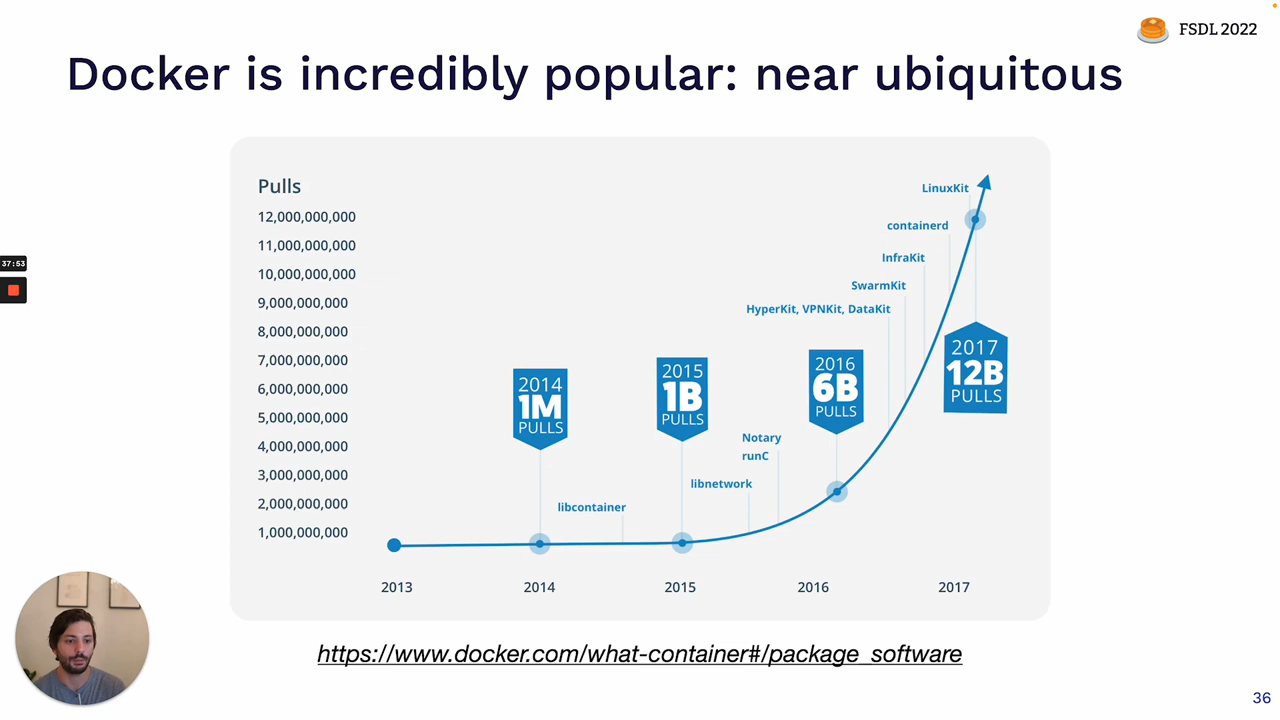 FSDL 2022
Docker is incredibly popular: near ubiquitous
Pulls
12,000,000,000
11,000,000,000
10,000,000,000
9,000,000,000
8,000,000,000
7,000,000,000
6,000,000,000
5,000,000,000
4,000,000,000
3,000,000,000
2,000,000,000
1,000,000,000
LinuxKit
containerd
InfraKit
SwarmKit
HyperKit, VPNKit, DataKit
2014
1M
PULLS
2015
1B
PULLS
2016
6B
PULLS
2017
12B
PULLS
Notary
runC
libnetwork
libcontainer
2013
2014
2015
2016
2017
37:53
https://www.docker.com/what-container#/package_software
36